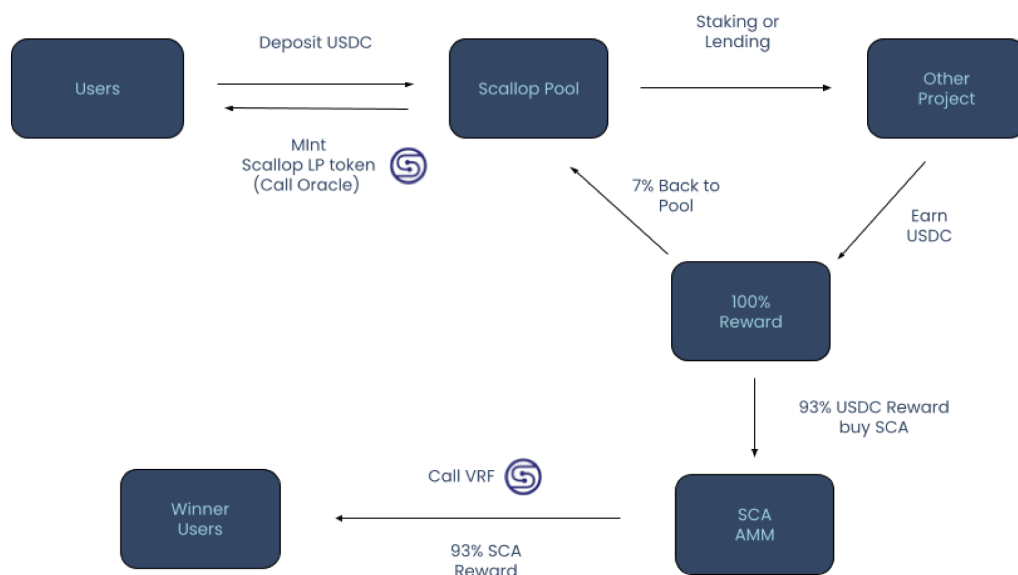 Deposit USDC
Staking or
Lending
Users
Scallop Pool
Other
Project
MInt
Scallop LP token
(Call Oracle)
7% Back to
Pool
Earn
USDC
100%
Reward
93% USDC Reward
buy SCA
Call VRF
Winner
Users
SCA
AMM
93% SCA
Reward